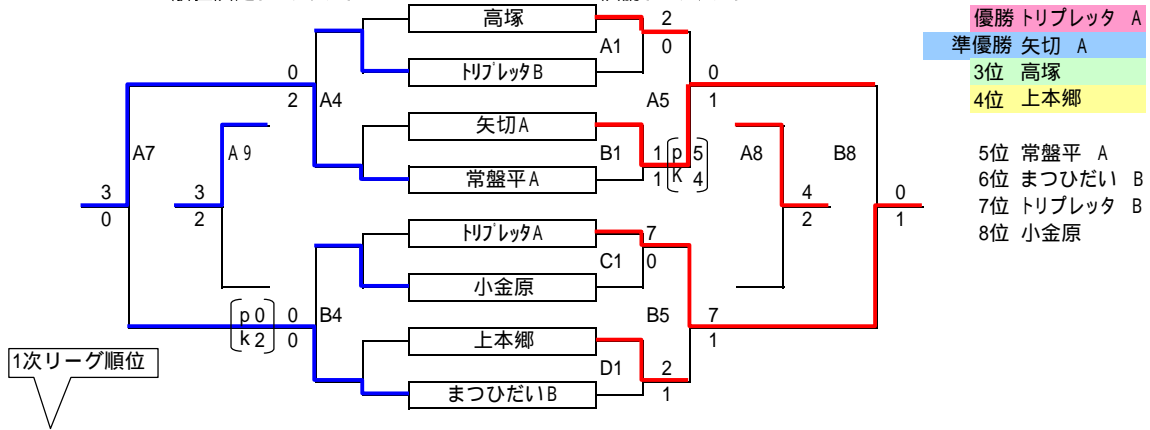 高塚
2
優勝 トリプレッタ A
A1
0
準優勝 矢切 A
0
トリプレッタB
0
3位 高塚
2
A4
A5
1
4位 上本郷
矢切A
A7
A9
B1
1
p 5
A8
B8
5位 常盤平 A
1
K 4
3
3
常盤平A
4
0
6位 まつひだい B
0
2
2
1
7位 トリプレッタ B
トリプレッタA
7
8位 小金原
C1
0
小金原
p 0
0
B4
B5
7
k 2
0
上本郷
1
1次リーグ順位
D1
2
まつひだいB
1